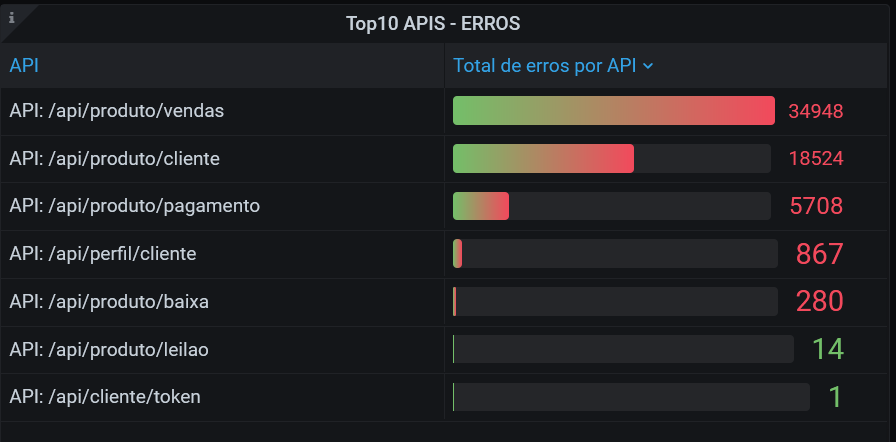 Top10 APIS - ERROS
API Total de erros por API
API: /api/produto/vendas 34948
API: /api/produto/cliente 18524
API: /api/produto/pagamento 5708
API: /api/perfil/cliente 867
API: /api/produto/baixa 280
API: /api/produto/leilao 14
API: /api/cliente/token 1